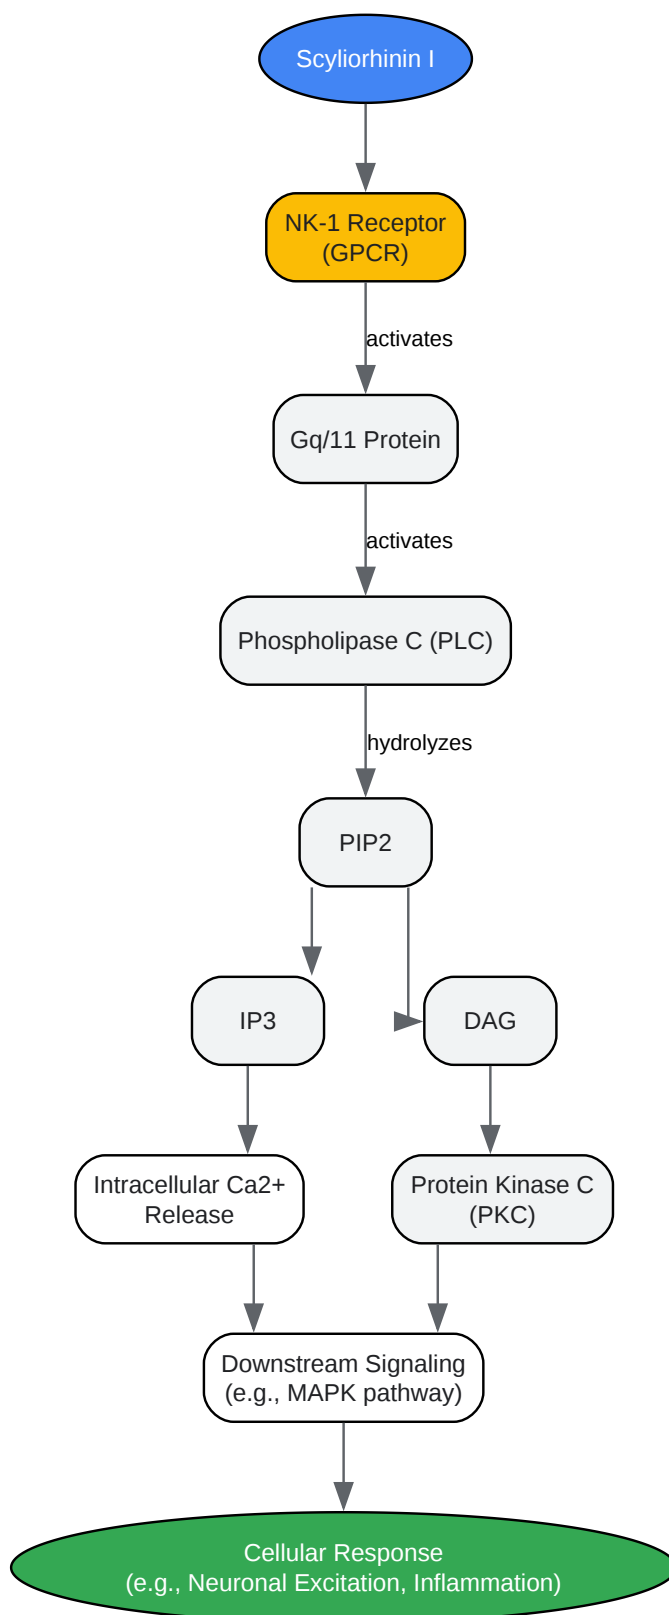 Scyliorhinin I
NK-1 Receptor
(GPCR)
activates
Gq/11 Protein
activates
Phospholipase C (PLC)
hydrolyzes
PIP2
IP3
DAG
Intracellular Ca2+
Release
Protein Kinase C
(PKC)
Downstream Signaling
(e.g., MAPK pathway)
Cellular Response
(e.g., Neuronal Excitation, Inflammation)